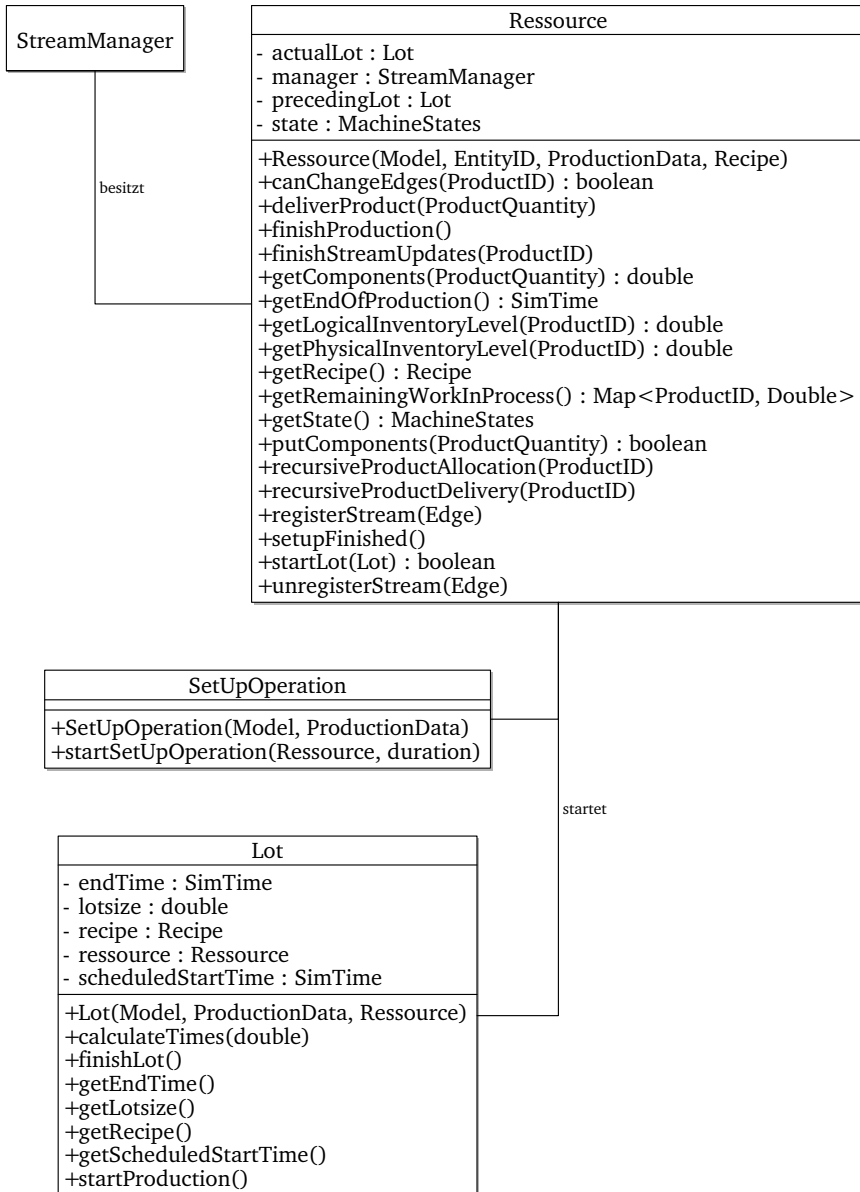 StreamManager
besitzt
Ressource
- actualLot : Lot
- manager : StreamManager
- precedingLot : Lot
- state : MachineStates
+Ressource(Model, EntityID, ProductionData, Recipe)
+canChangeEdges(ProductID) : boolean
+deliverProduct(ProductQuantity)
+finishProduction()
+finishStreamUpdates(ProductID)
+getComponents(ProductQuantity) : double
+getEndOfProduction() : SimTime
+getLogicalInventoryLevel(ProductID) : double
+getPhysicalInventoryLevel(ProductID) : double
+getRecipe() : Recipe
+getRemainingWorkInProcess() : Map<ProductID, Double>
+getState() : MachineStates
+putComponents(ProductQuantity) : boolean
+recursiveProductAllocation(ProductID)
+recursiveProductDelivery(ProductID)
+registerStream(Edge)
+setupFinished()
+startLot(Lot) : boolean
+unregisterStream(Edge)
SetUpOperation
+SetUpOperation(Model, ProductionData)
+startSetUpOperation(Ressource, duration)
startet
Lot
- endTime : SimTime
- lotsize : double
- recipe : Recipe
- ressource : Ressource
- scheduledStartTime : SimTime
+Lot(Model, ProductionData, Ressource)
+calculateTimes(double)
+finishLot()
+getEndTime()
+getLotsize()
+getRecipe()
+getScheduledStartTime()
+startProduction()